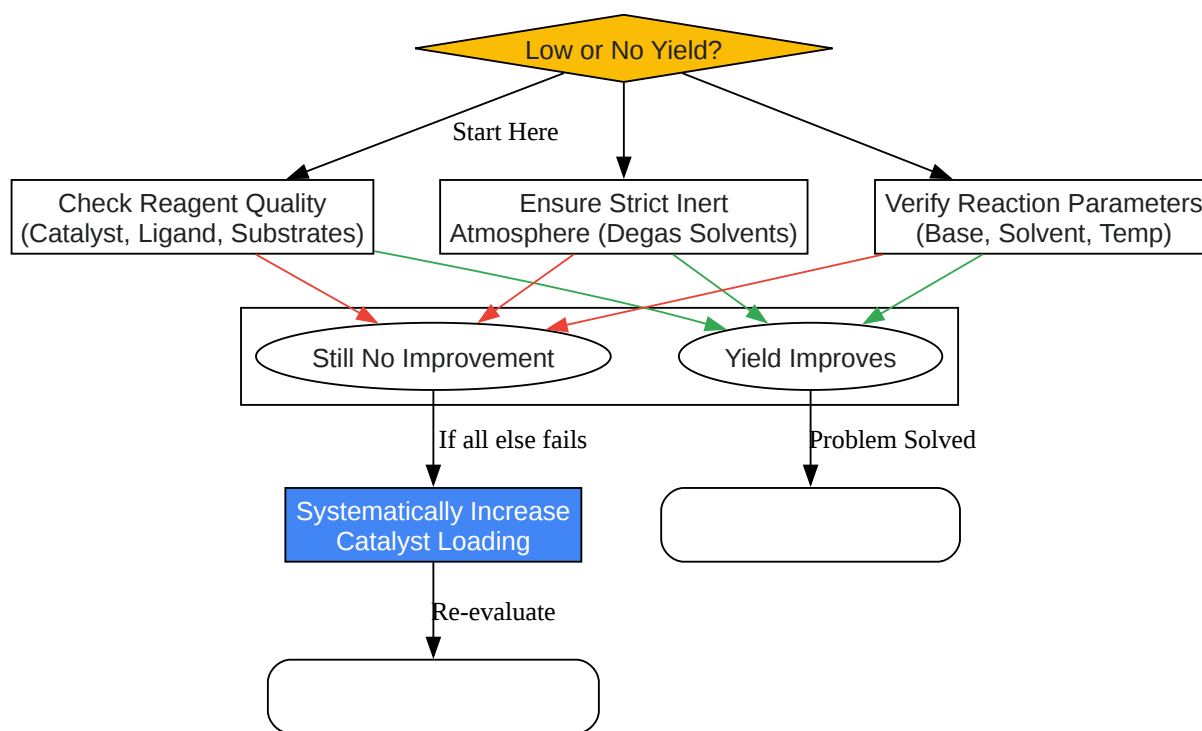 Low or No Yield?
Start Here
Check Reagent Quality
(Catalyst, Ligand, Substrates)
Ensure Strict Inert
Atmosphere (Degas Solvents)
Verify Reaction Parameters
(Base, Solvent, Temp)
Still No Improvement
Yield Improves
If all else fails
Problem Solved
Systematically Increase
Catalyst Loading
Re-evaluate